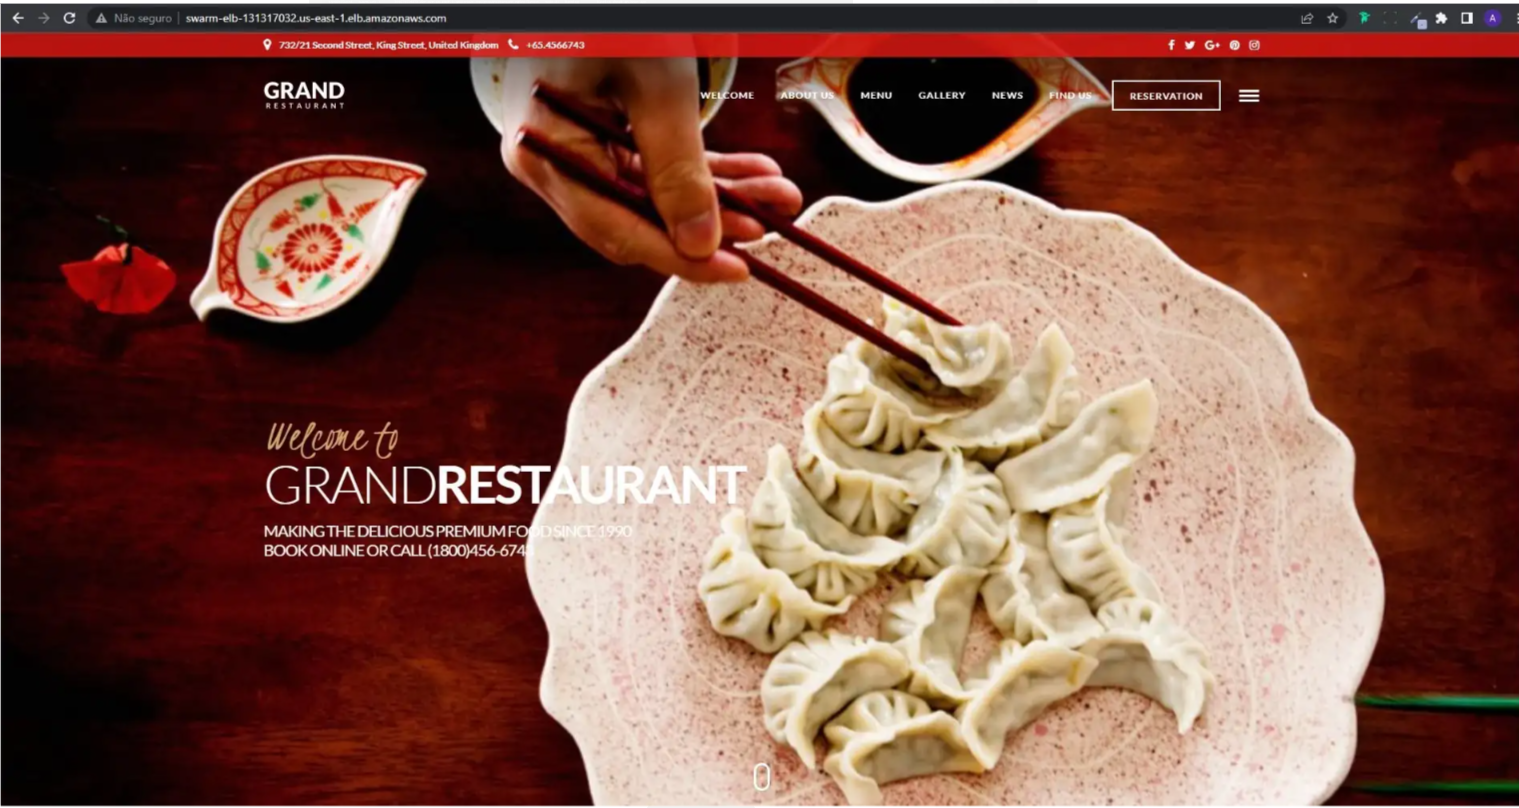 Não seguro swarm-elb-131317032.us-east-1.elb.amazonaws.com
A
732/21 Second Street, King Street, United Kingdom +65.4566743
GRAND
RESTAURANT
WELCOME ABOUT US MENU GALLERY NEWS FIND US RESERVATION
Welcome to
GRANDRESTAURANT
MAKING THE DELICIOUS PREMIUM FOOD SINCE 1990
BOOK ONLINE OR CALL (1800)456-6743